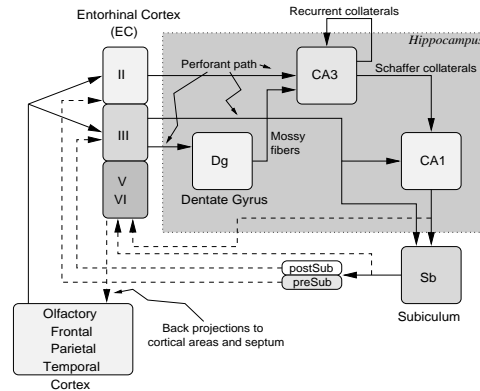 Entorhinal Cortex
(EC)
Recurrent collaterals
Hippocampus
II
Perforant path
CA3
Schaffer collaterals
III
Mossy
fibers
Dg
CA1
Dentate Gyrus
V
VI
postSub
preSub
Sb
Subiculum
Back projections to
cortical areas and septum
Olfactory
Frontal
Parietal
Temporal
Cortex